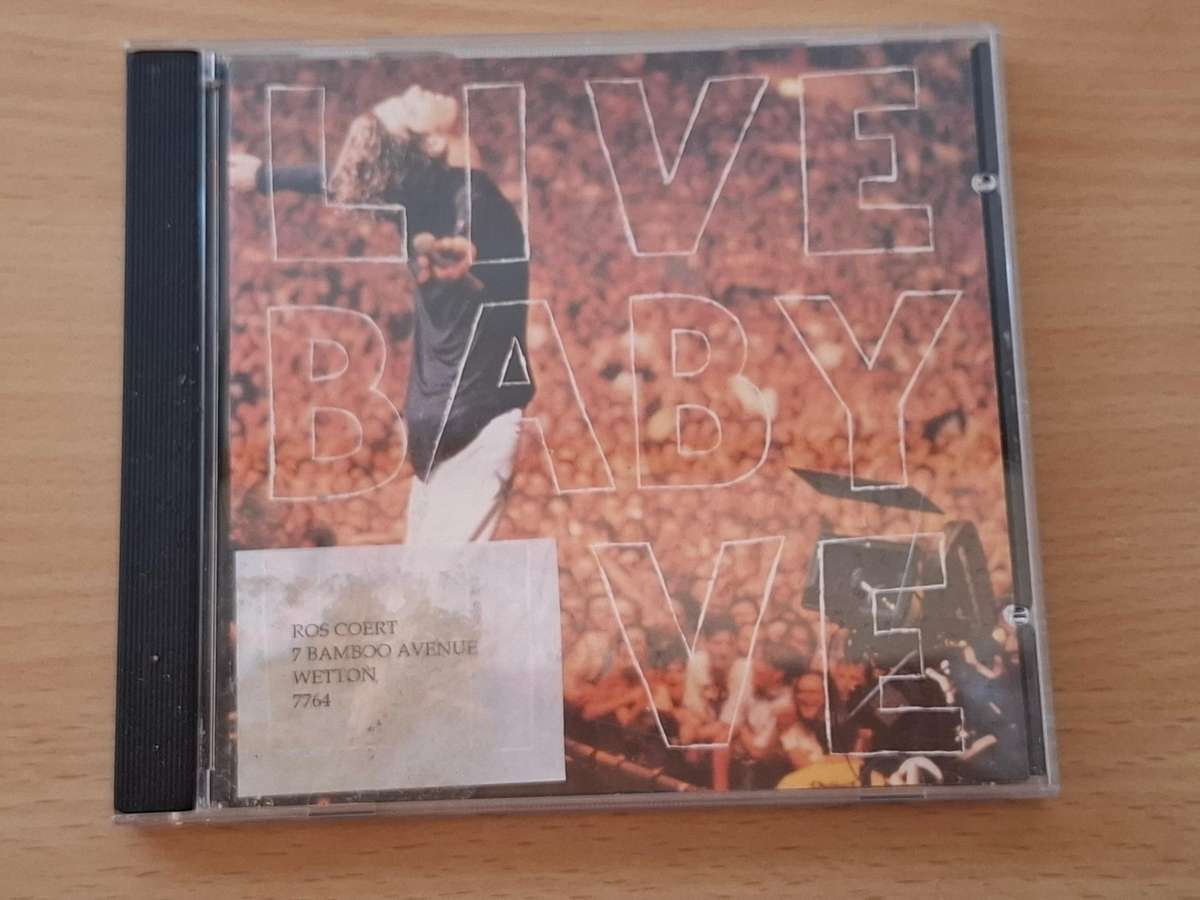 LIVE
BABY
VE
ROS COERT
7 BAMBOO AVENUE
WETTON
7764